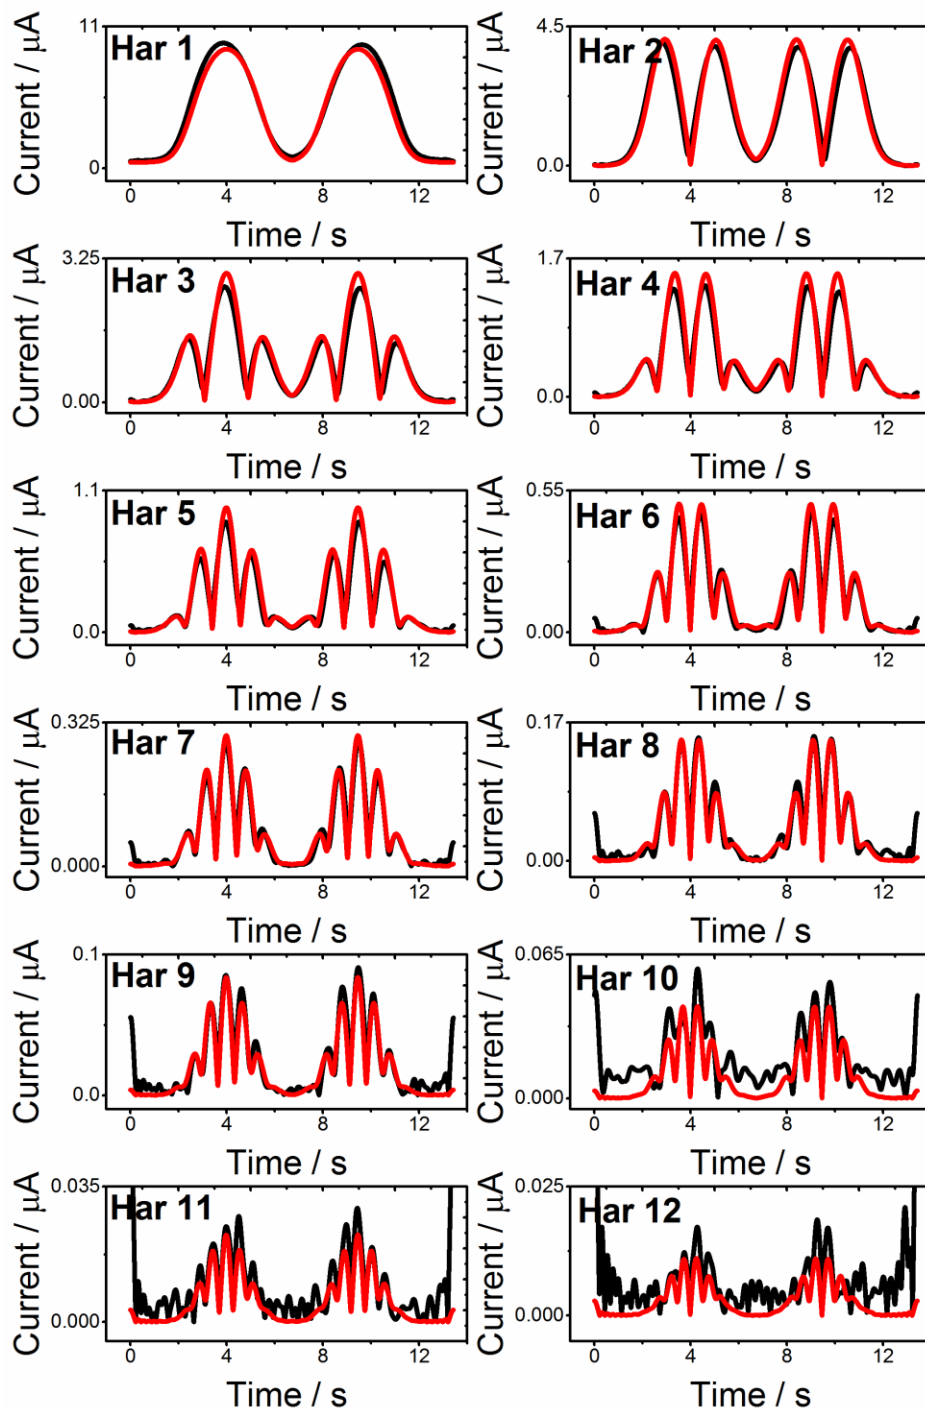 Current / µA
11
0
Har 1
0 4 8 12
Time / s
Current / µA
4.5
0.0
Har 2
0 4 8 12
Time / s
Current / µA
3.25
0.00
Har 3
0 4 8 12
Time / s
Current / µA
1.7
0.0
Har 4
0 4 8 12
Time / s
Current / µA
1.1
0.0
Har 5
0 4 8 12
Time / s
Current / µA
0.55
0.00
Har 6
0 4 8 12
Time / s
Current / µA
0.325
0.000
Har 7
0 4 8 12
Time / s
Current / µA
0.17
0.00
Har 8
0 4 8 12
Time / s
Current / µA
0.1
0.0
Har 9
0 4 8 12
Time / s
Current / µA
0.065
0.000
Har 10
0 4 8 12
Time / s
Current / µA
0.035
0.000
Har 11
0 4 8 12
Time / s
Current / µA
0.025
0.000
Har 12
0 4 8 12
Time / s